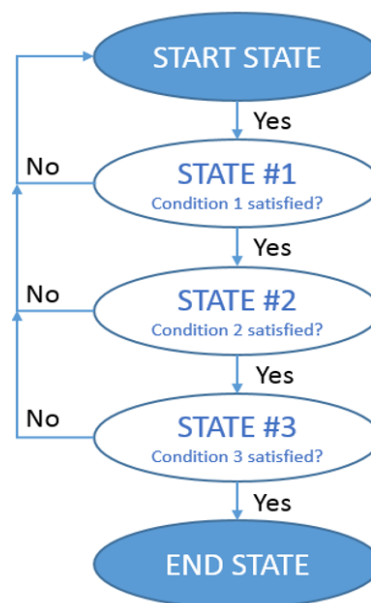 START STATE
Yes
No
STATE #1
Condition 1 satisfied?
Yes
No
STATE #2
Condition 2 satisfied?
Yes
No
STATE #3
Condition 3 satisfied?
Yes
END STATE